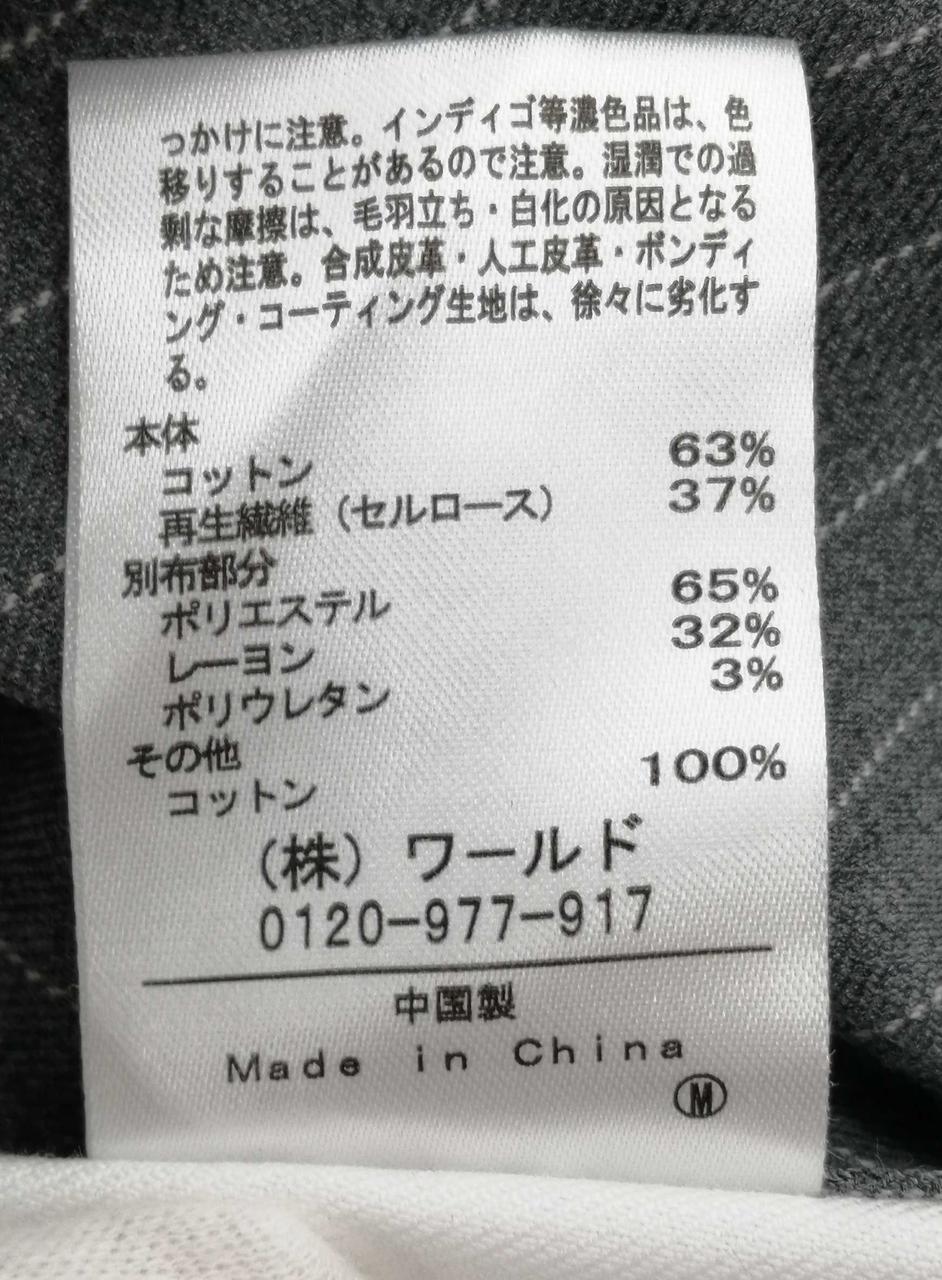 っかけに注意。インディゴ等濃色品は、色
移りすることがあるので注意。湿潤での過
剰な摩擦は、毛羽立ち・白化の原因となる
ため注意。合成皮革・人工皮革・ボンディ
ング・コーティング生地は、徐々に劣化す
る。
本体
コットン 63%
再生繊維（セルロース） 37%
別布部分
ポリエステル 65%
レーヨン 32%
ポリウレタン 3%
その他
コットン 100%
（株）ワールド
0120-977-917
中国製
Made in China
Ⓜ